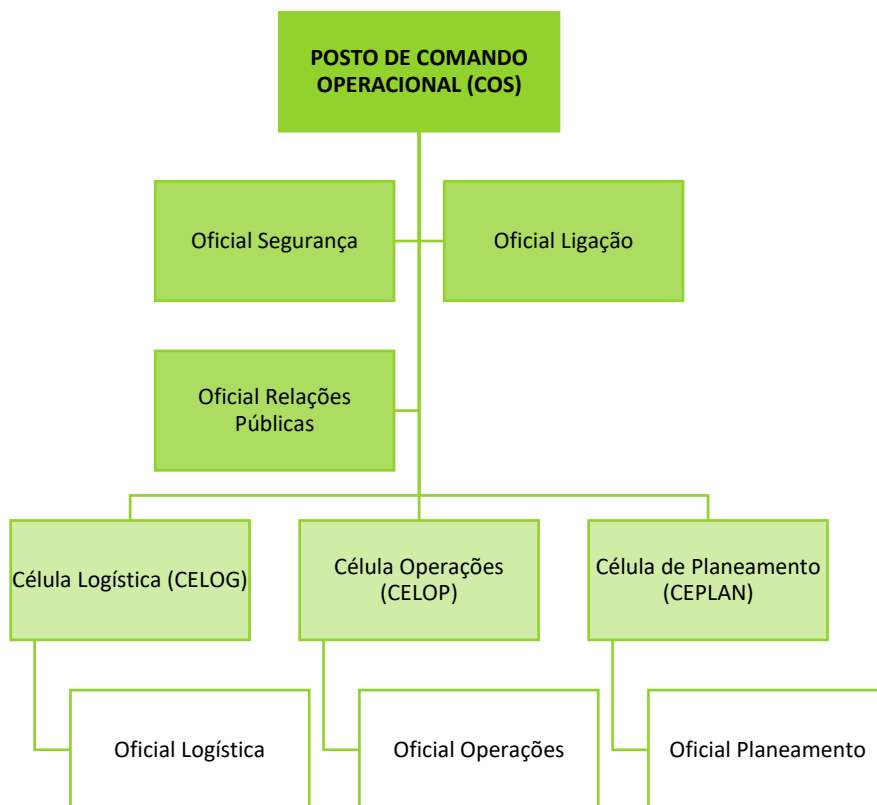 POSTO DE COMANDO
OPERACIONAL (COS)
Oficial Segurança
Oficial Ligação
Oficial Relações
Públicas
Célula Logística (CELOG)
Célula Operações
(CELOP)
Célula de Planeamento
(CEPLAN)
Oficial Logística
Oficial Operações
Oficial Planeamento